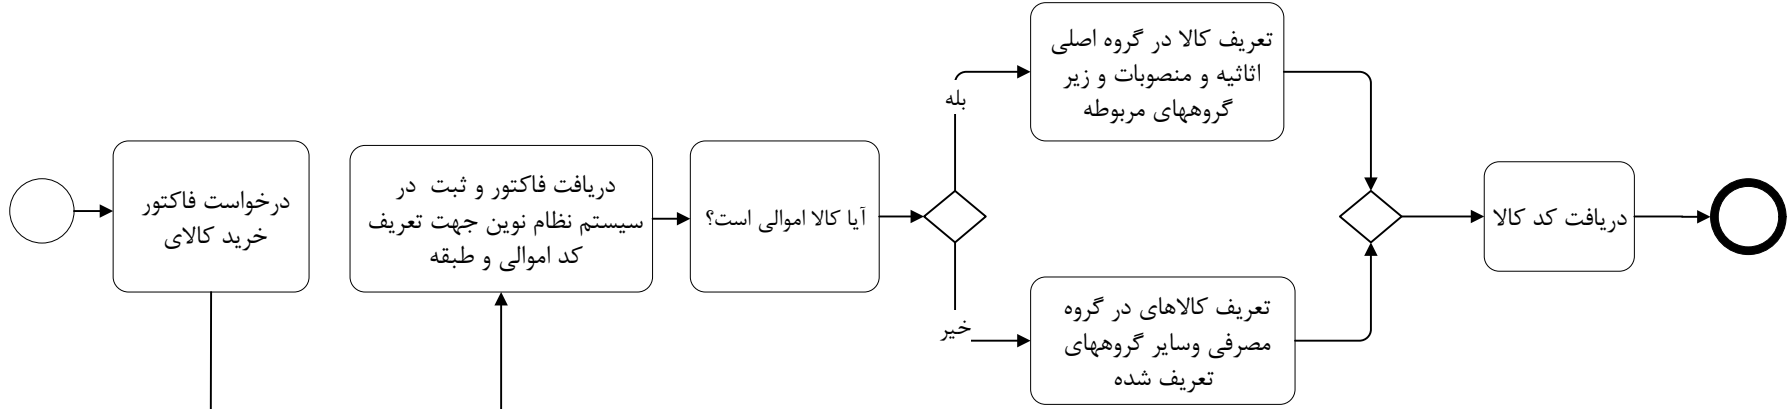 درخواست فاکتور
خرید کالای
دریافت فاکتور و ثبت در
سیستم نظام نوین جهت تعریف
کد اموالی و طبقه
آیا کالا اموالی است؟
بله
خیر
تعریف کالا در گروه اصلی
اثاثیه و منصوبات و زیر
گروههای مربوطه
تعریف کالاهای در گروه
مصرفی وسایر گروههای
تعریف شده
دریافت کد کالا